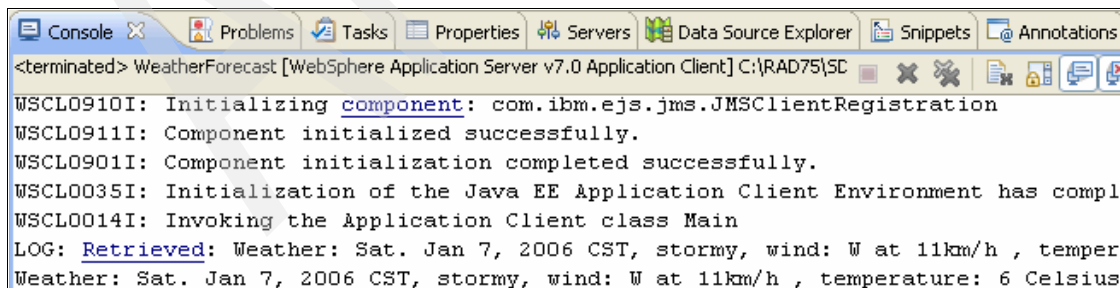 Console Problems Tasks Properties Servers Data Source Explorer Snippets Annotations
<terminated> WeatherForecast [WebSphere Application Server v7.0 Application Client] C:\RAD75\SD
WSCL0910I: Initializing component: com.ibm.ejs.jms.JMSClientRegistration
WSCL0911I: Component initialized successfully.
WSCL0901I: Component initialization completed successfully.
WSCL0035I: Initialization of the Java EE Application Client Environment has compl
WSCL0014I: Invoking the Application Client class Main
LOG: Retrieved: Weather: Sat. Jan 7, 2006 CST, stormy, wind: W at 11km/h , temper
Weather: Sat. Jan 7, 2006 CST, stormy, wind: W at 11km/h , temperature: 6 Celsius